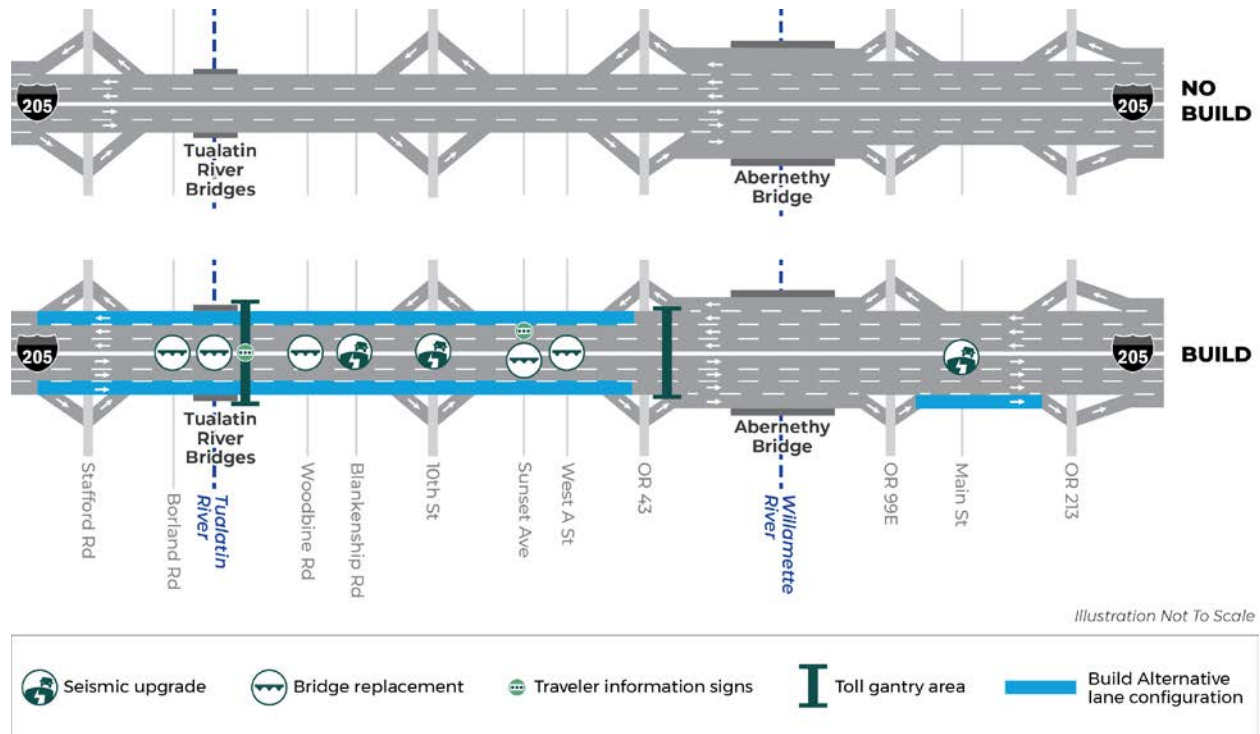 205
205
NO
BUILD
Tualatin
River
Bridges
Abernethy
Bridge
205
205
BUILD
Tualatin
River
Bridges
Abernethy
Bridge
Stafford Rd
Borland Rd
Tualatin
River
Woodbine Rd
Blankenship Rd
10th St
Sunset Ave
West A St
OR 43
Willamette
River
OR 99E
Main St
OR 213
Illustration Not To Scale
Seismic upgrade
Bridge replacement
Traveler information signs
Toll gantry area
Build Alternative
lane configuration